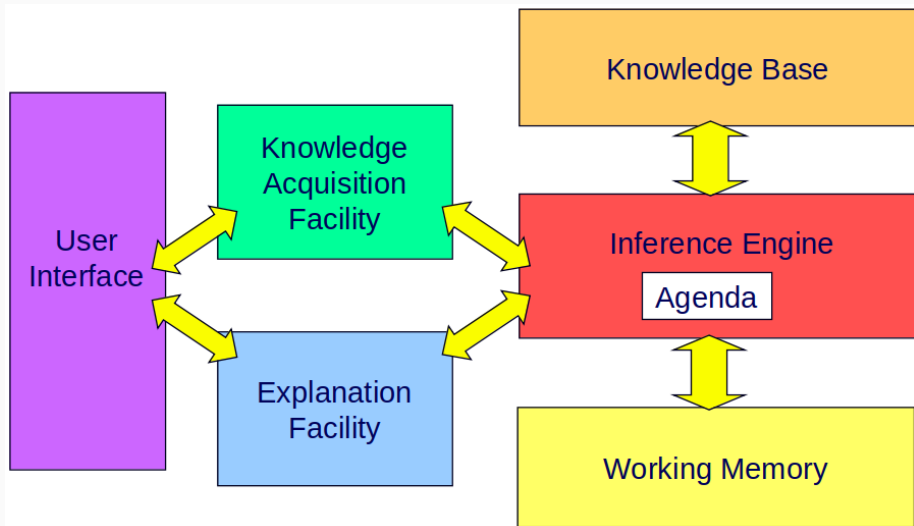 User
Interface
Knowledge
Acquisition
Facility
Explanation
Facility
Knowledge Base
Inference Engine
Agenda
Working Memory